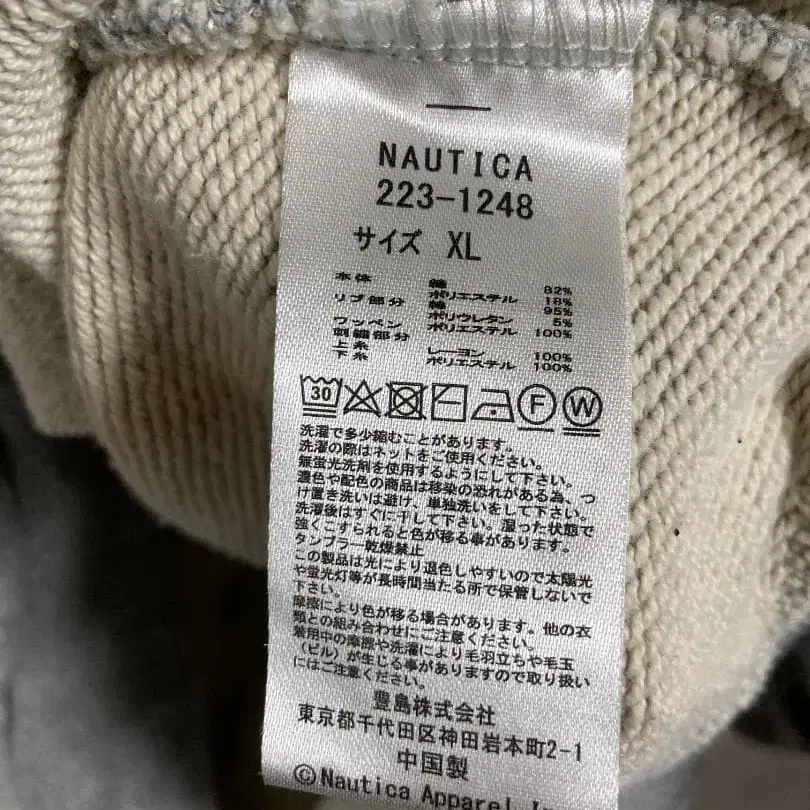 NAUTICA
223-1248
サイズ XL
本体 綿 82%
ポリエステル 18%
リブ部分 綿 95%
ポリウレタン 5%
ワッペン ポリエステル 100%
刺繍部分
上糸 レーヨン 100%
下糸 ポリエステル 100%
30 F W
洗濯で多少縮むことがあります。
洗濯の際はネットをご使用ください。
無蛍光洗剤を使用するようにして下さい。
濃色や配色の商品は移染の恐れがある為、つ
け置き洗いは避け、単独洗いをして下さい。
洗濯後はすぐに干して下さい。湿った状態で
強くこすられると色が移る事があります。
タンブラー乾燥禁止
この製品は光により退色しやすいので太陽光
や蛍光灯等が長時間当たる所で保管しないで
下さい。
摩擦により色が移る場合があります。他の衣
類との組み合わせにご注意ください。
着用中の摩擦や洗濯により毛羽立ちや毛玉
(ピル)が生じる事がありますので取り扱い
にはご注意ください。
豊島株式会社
東京都千代田区神田岩本町2-1
中国製
©Nautica Apparel